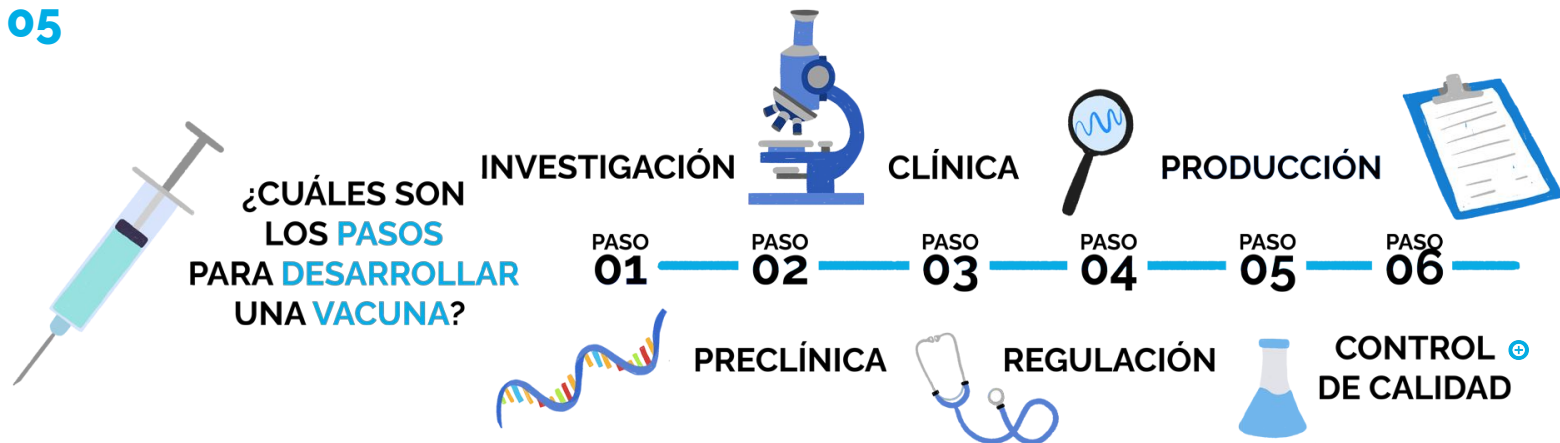 05
¿CUÁLES SON
LOS PASOS
PARA DESARROLLAR
UNA VACUNA?
INVESTIGACIÓN
CLÍNICA
PRODUCCIÓN
PASO
01
PASO
02
PASO
03
PASO
04
PASO
05
PASO
06
PRECLÍNICA
REGULACIÓN
CONTROL
DE CALIDAD